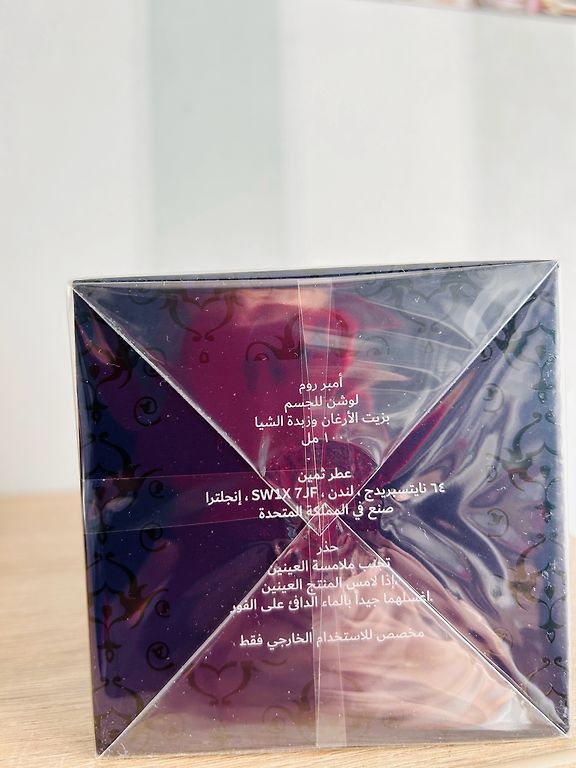 أمبر روم
لوشن للجسم
بزيت الأرغان وزبدة الشيا
١٠٠ مل
عطر ثمين
٦٤ نايتسبريدج ، لندن ، SW1X 7JF ، إنجلترا
صنع في المملكة المتحدة
حذر
تجنب ملامسة العينين
.إذا لامس المنتج العينين
.اغسلهما جيداً بالماء الدافئ على الفور
مخصص للاستخدام الخارجي فقط